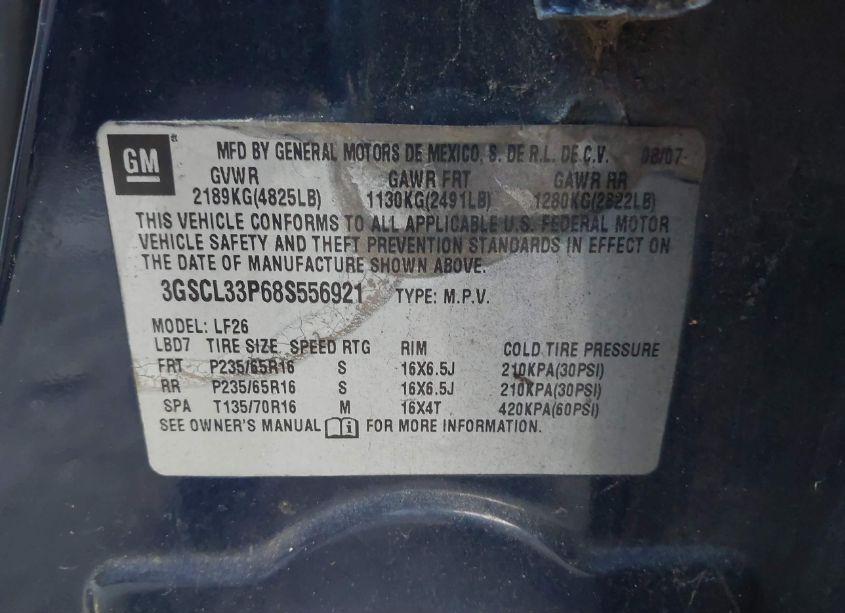 GM ® MFD BY GENERAL MOTORS DE MEXICO, S. DE R.L. DE C.V. 08/07
GVWR GAWR FRT GAWR RR
2189KG(4825LB) 1130KG(2491LB) 1280KG(2822LB)
THIS VEHICLE CONFORMS TO ALL APPLICABLE U.S. FEDERAL MOTOR
VEHICLE SAFETY AND THEFT PREVENTION STANDARDS IN EFFECT ON
THE DATE OF MANUFACTURE SHOWN ABOVE.
3GSCL33P68S556921 TYPE: M.P.V.
MODEL: LF26
LBD7 TIRE SIZE SPEED RTG RIM COLD TIRE PRESSURE
FRT P235/65R16 S 16X6.5J 210KPA(30PSI)
RR P235/65R16 S 16X6.5J 210KPA(30PSI)
SPA T135/70R16 M 16X4T 420KPA(60PSI)
SEE OWNER'S MANUAL FOR MORE INFORMATION.